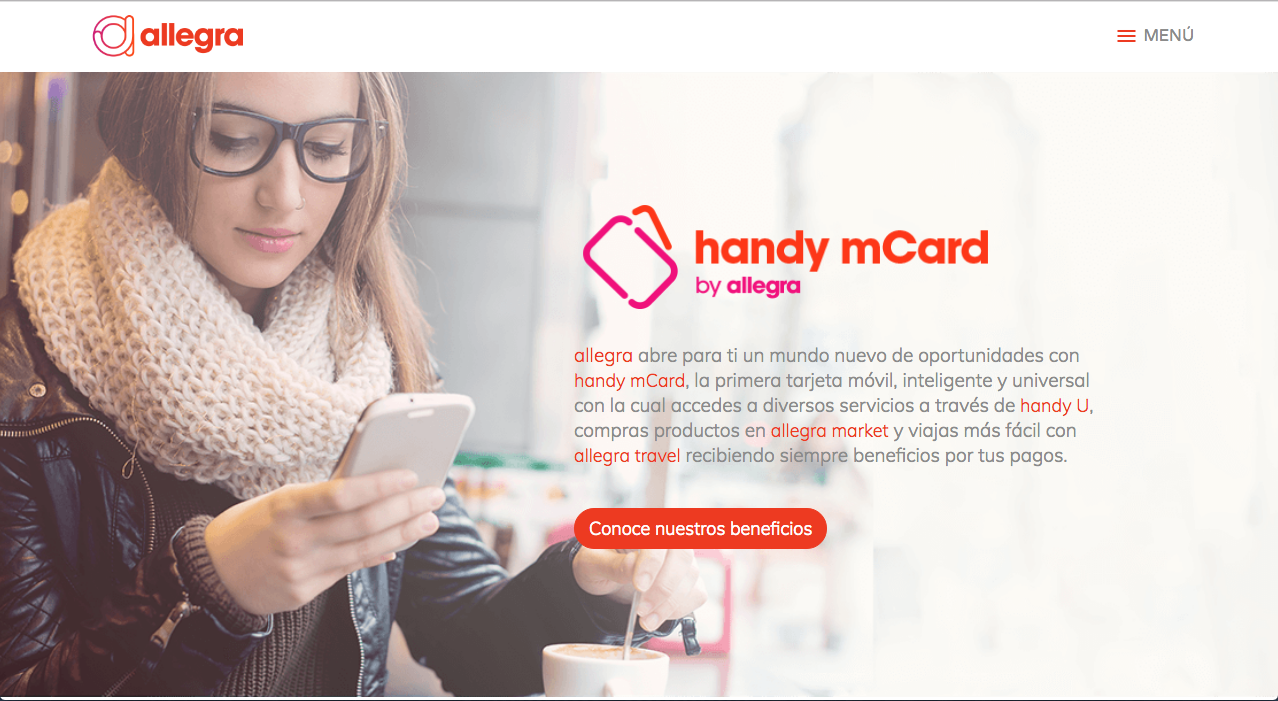 allegra
MENÚ
handy mCard
by allegra
allegra abre para ti un mundo nuevo de oportunidades con
handy mCard, la primera tarjeta móvil, inteligente y universal
con la cual accedes a diversos servicios a través de handy U,
compras productos en allegra market y viajas más fácil con
allegra travel recibiendo siempre beneficios por tus pagos.
Conoce nuestros beneficios